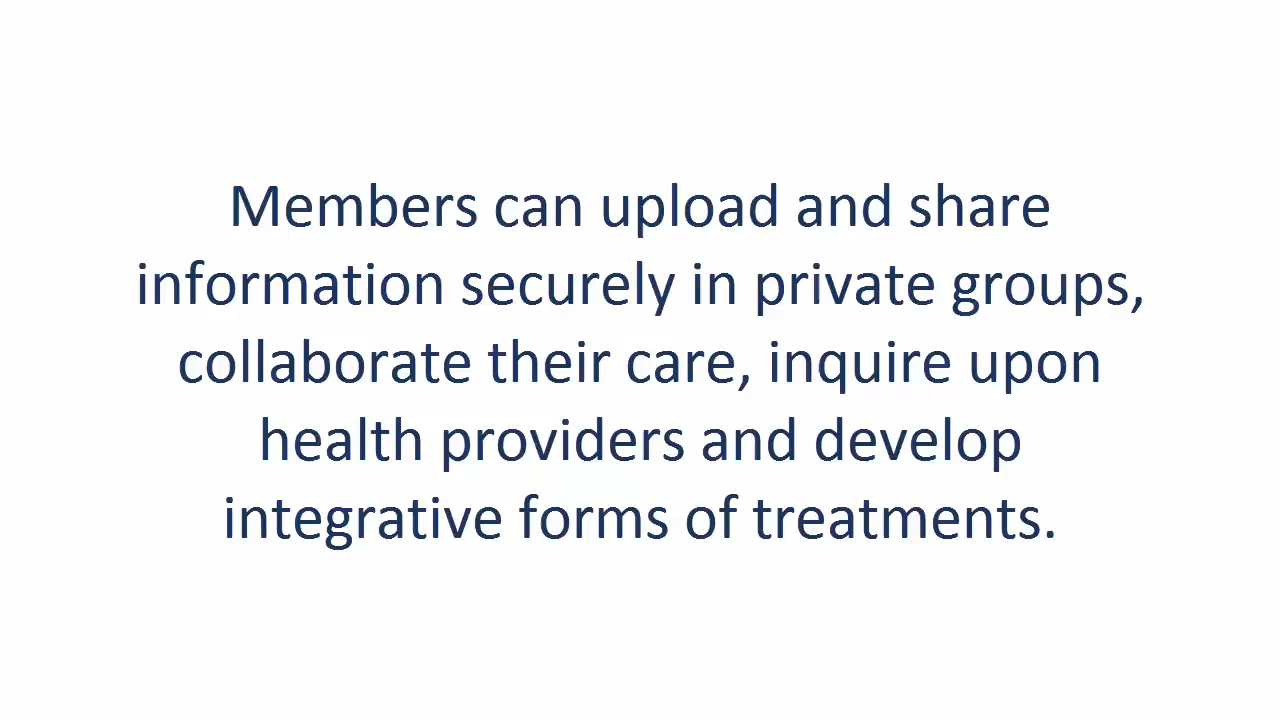 Members can upload and share
information securely in private groups,
collaborate their care, inquire upon
health providers and develop
integrative forms of treatments.